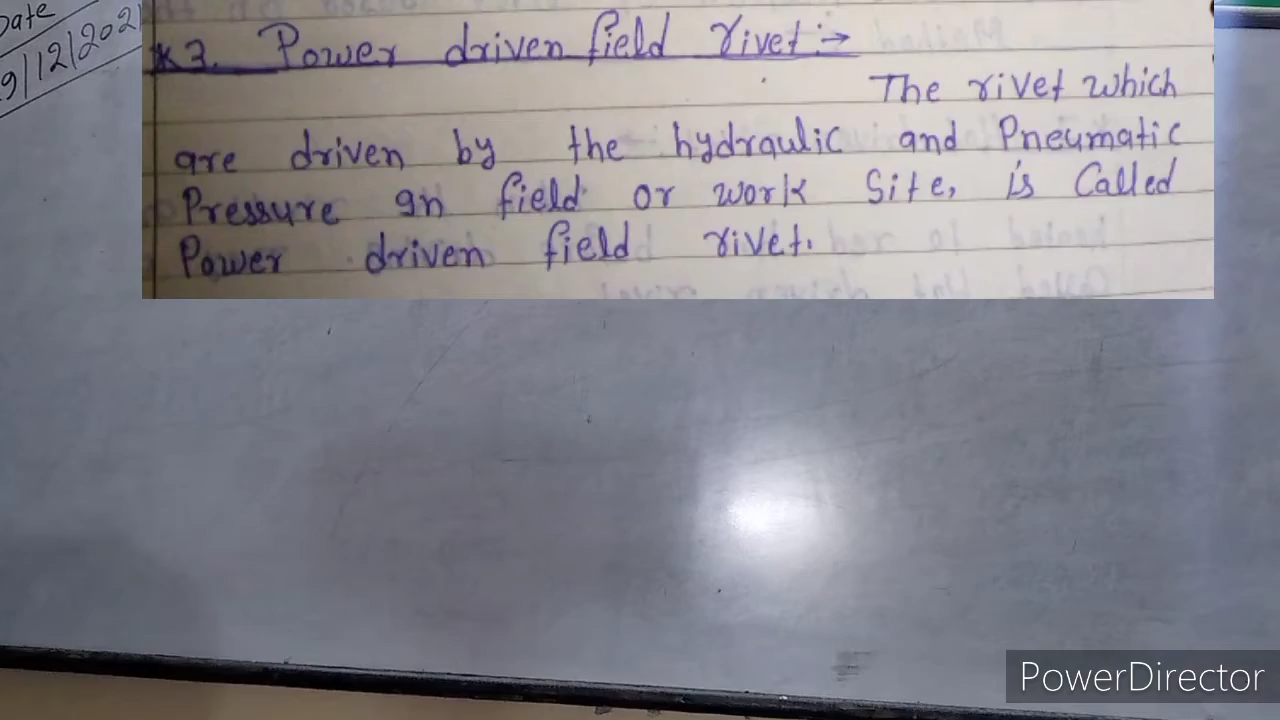 Date
9/12/202
*3. Power driven field rivet :→
The rivet which
are driven by the hydraulic and Pneumatic
Pressure In field or work Site, is Called
Power driven field rivet.
PowerDirector